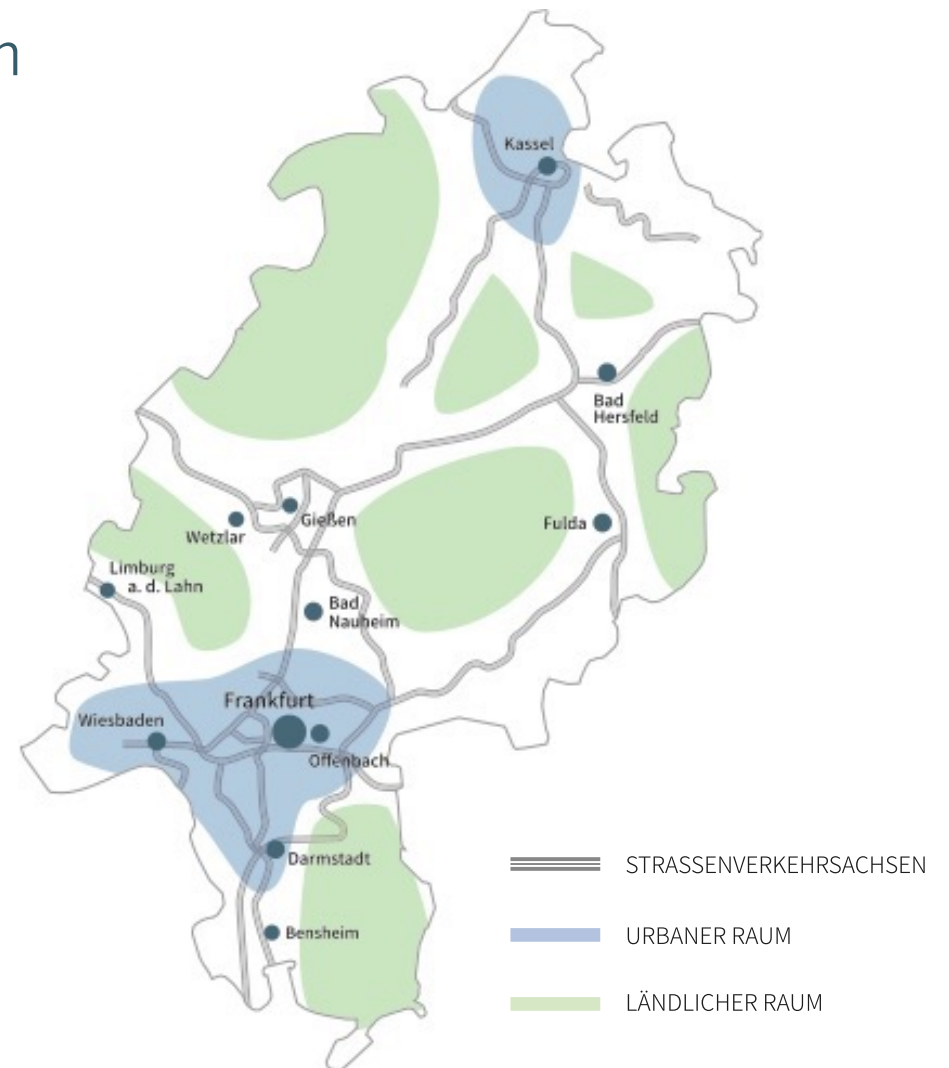 n
Kassel
Bad
Hersfeld
Gießen
Wetzlar
Fulda
Limburg
a. d. Lahn
Bad
Nauheim
Frankfurt
Wiesbaden
Offenbach
STRASSENVERKEHRSACHSEN
Darmstadt
URBANER RAUM
Bensheim
LÄNDLICHER RAUM